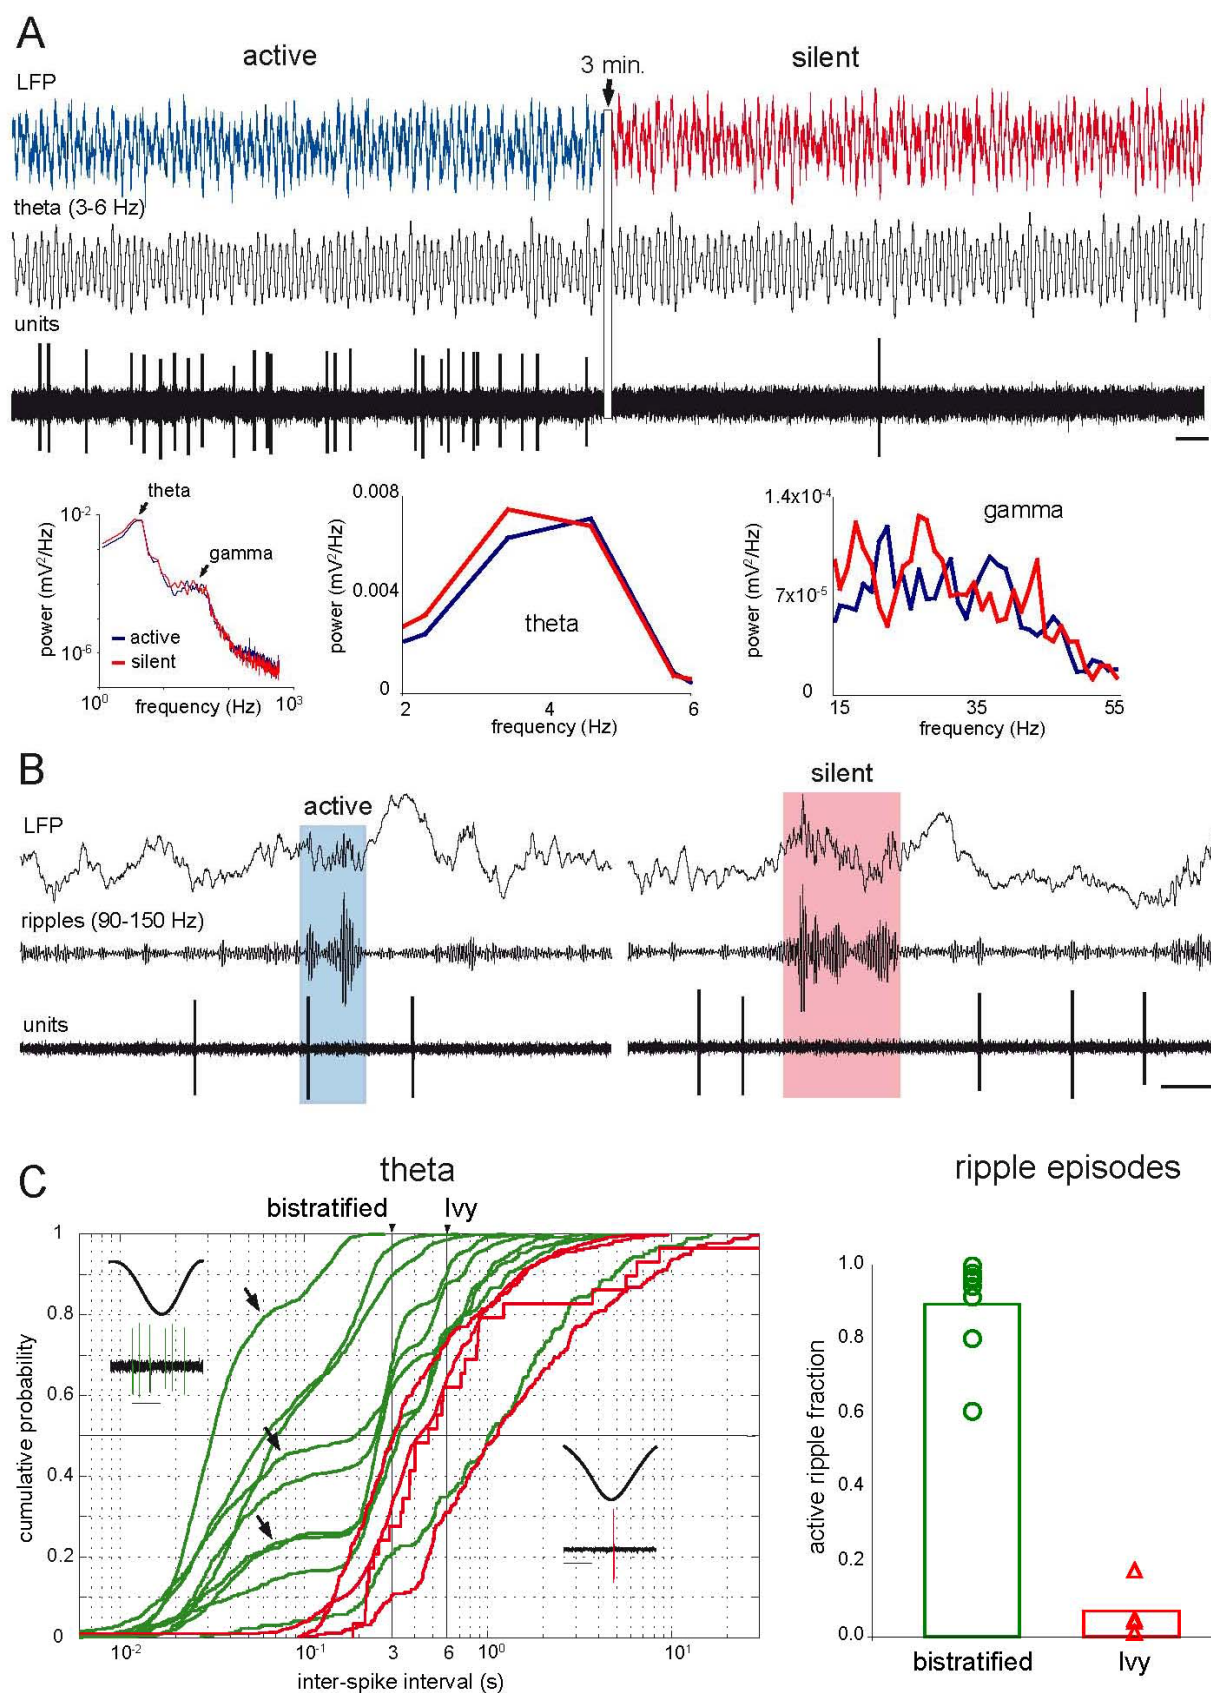 A
active
silent
3 min.
LFP
theta (3-6 Hz)
units
theta
gamma
10-2
10-6
power (mV2/Hz)
active
silent
100
103
frequency (Hz)
0.008
0.004
0
power (mV2/Hz)
theta
2
4
6
frequency (Hz)
1.4x10-4
7x10-5
0
power (mV2/Hz)
gamma
15
35
55
frequency (Hz)
B
active
silent
LFP
ripples (90-150 Hz)
units
C
theta
bistratified
Ivy
1
0.8
0.6
0.4
0.2
0
cumulative probability
10-2
10-1
3
6
100
101
inter-spike interval (s)
ripple episodes
1.0
0.8
0.6
0.4
0.2
0.0
active ripple fraction
bistratified
Ivy